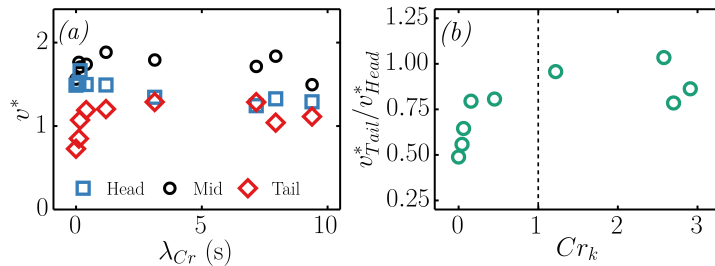 (a)
2
1
0
v*
Head Mid Tail
0 5 10
λ_Cr (s)
(b)
1.25
1.00
0.75
0.50
0.25
v*_Tail/v*_Head
0 1 2 3
Cr_k